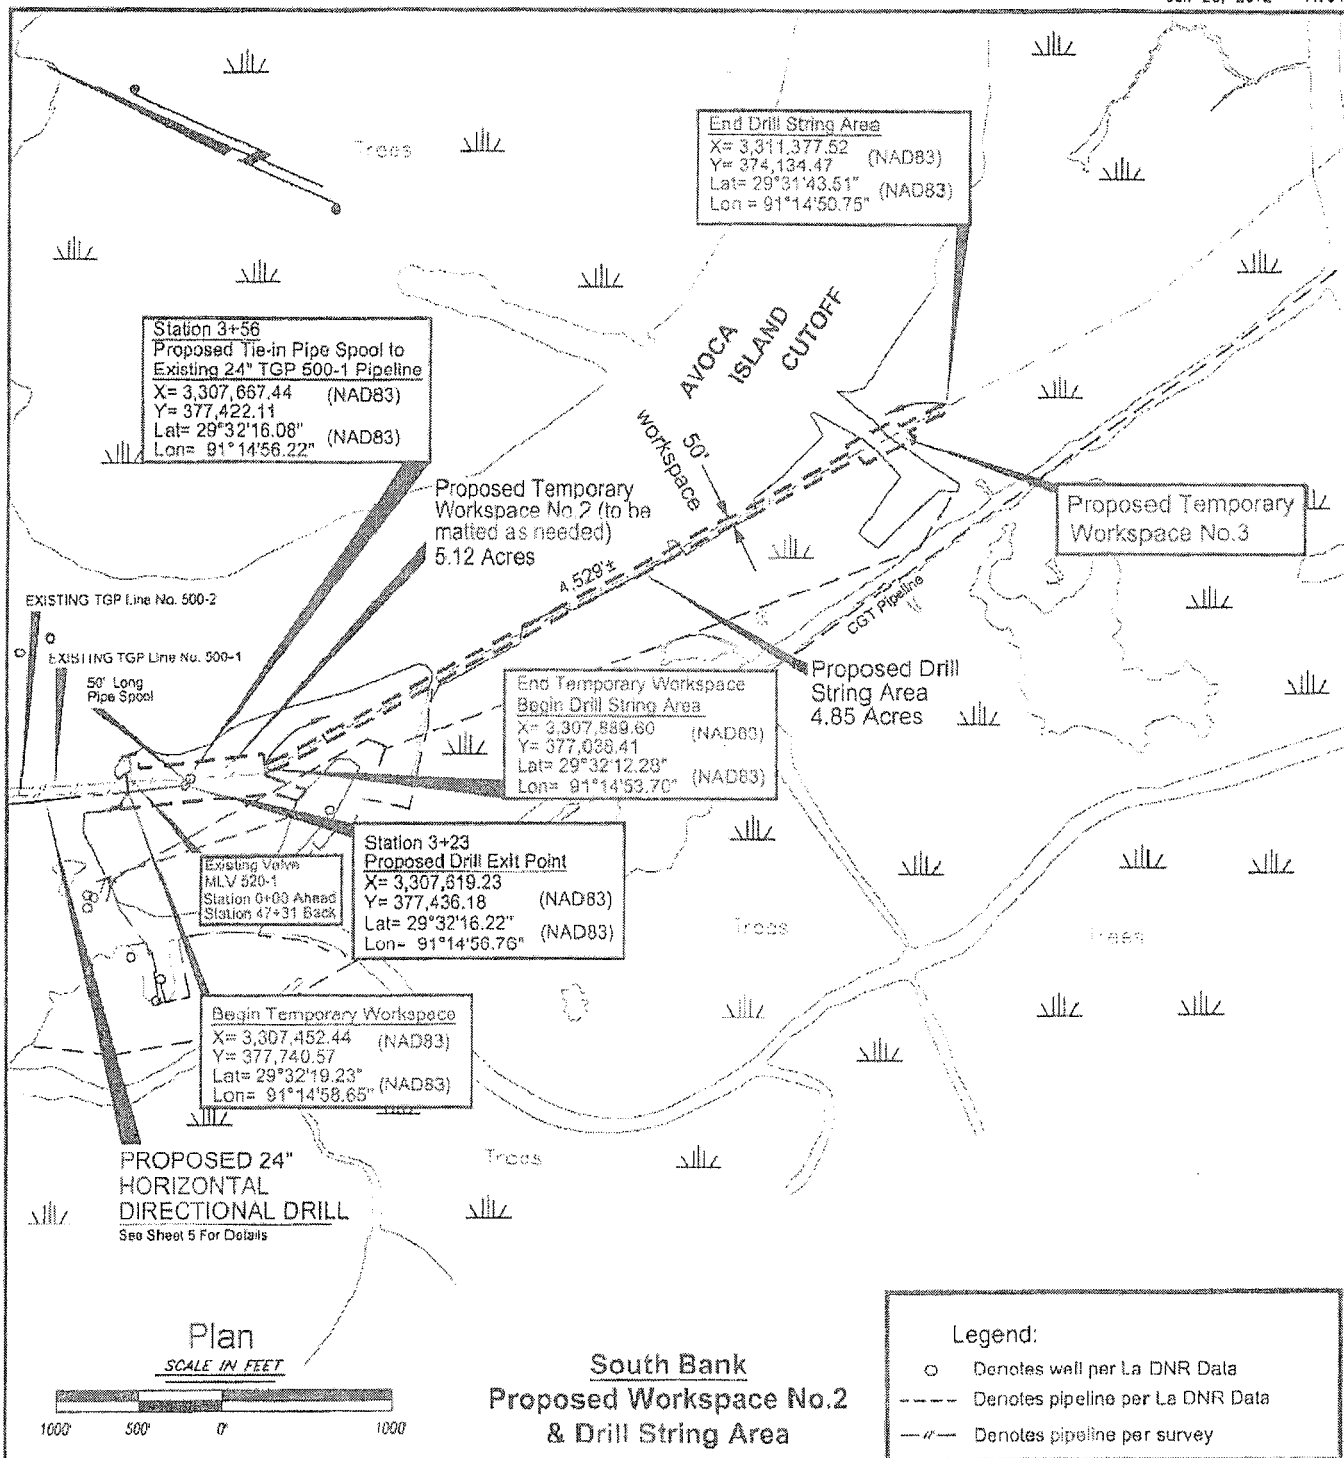 Trees
End Drill String Area
X= 3,311,377.52
Y= 374,134.47 (NAD83)
Lat= 29°31'43.51"
Lon = 91°14'50.75" (NAD83)
AVOCA
ISLAND
CUTOFF
Station 3+56
Proposed Tie-in Pipe Spool to
Existing 24" TGP 500-1 Pipeline
X= 3,307,667.44 (NAD83)
Y= 377,422.11
Lat= 29°32'16.08" (NAD83)
Lon= 91°14'56.22"
50'
workspace
Proposed Temporary
Workspace No.2 (to be
matted as needed)
5.12 Acres
Proposed Temporary
Workspace No.3
4,529'±
CGT Pipeline
EXISTING TGP Line No. 500-2
EXISTING TGP Line No. 500-1
50' Long
Pipe Spool
Proposed Drill
String Area
4.85 Acres
End Temporary Workspace
Begin Drill String Area
X= 3,307,889.60 (NAD83)
Y= 377,038.41
Lat= 29°32'12.28" (NAD83)
Lon= 91°14'53.70"
Station 3+23
Proposed Drill Exit Point
X= 3,307,619.23
Y= 377,436.18 (NAD83)
Lat= 29°32'16.22"
Lon= 91°14'56.76" (NAD83)
Existing Valve
MLV 520-1
Station 0+00 Ahead
Station 47+31 Back
Trees
Trees
Begin Temporary Workspace
X= 3,307,452.44 (NAD83)
Y= 377,740.57
Lat= 29°32'19.23"
Lon= 91°14'58.65" (NAD83)
Trees
PROPOSED 24"
HORIZONTAL
DIRECTIONAL DRILL
See Sheet 5 For Details
Plan
SCALE IN FEET
1000 500' 0' 1000
South Bank
Proposed Workspace No.2
& Drill String Area
Legend:
Denotes well per La DNR Data
Denotes pipeline per La DNR Data
Denotes pipeline per survey